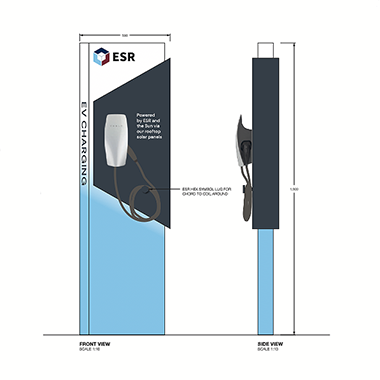 ESR
EV CHARGING
Powered
by ESR and
the Sun via
our rooftop
solar panels
ESR HEX SYMBOL LUG FOR
CHORD TO COIL AROUND
FRONT VIEW
SCALE 1:10
SIDE VIEW
SCALE 1:10